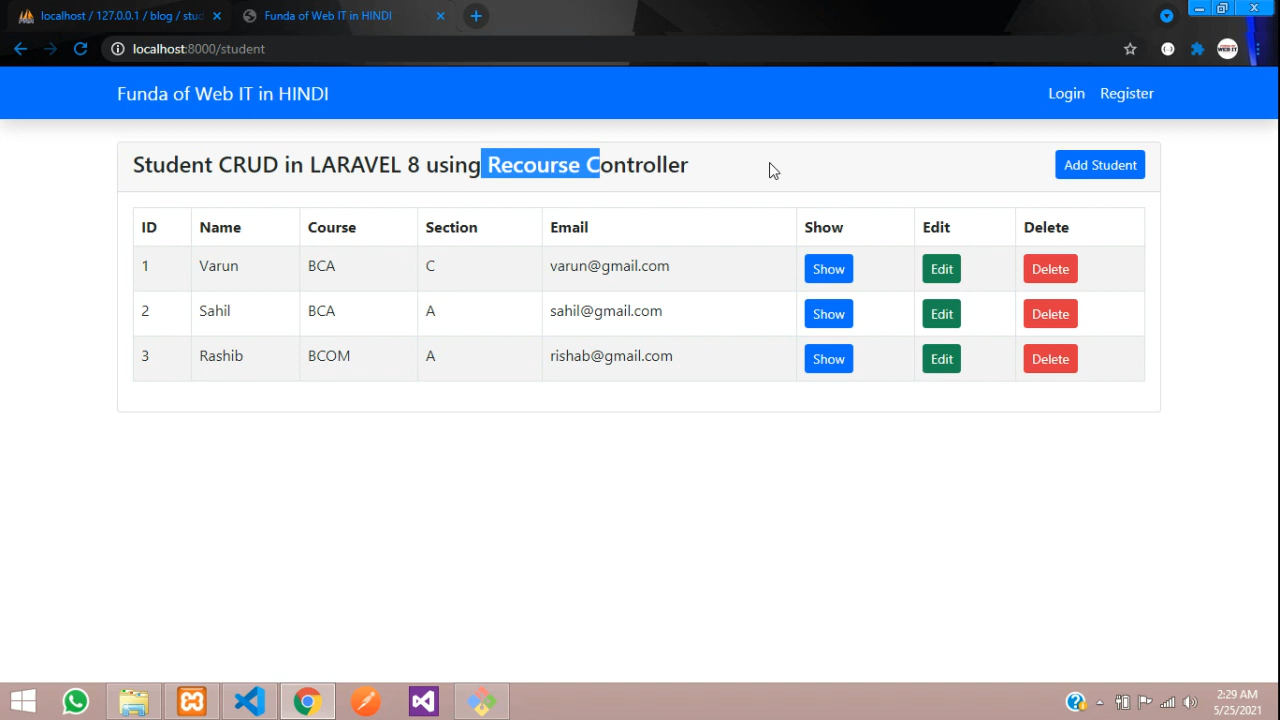 localhost / 127.0.0.1 / blog / stud
Funda of Web IT in HINDI
localhost:8000/student
Funda of Web IT in HINDI
Login Register
Student CRUD in LARAVEL 8 using Recourse Controller
Add Student
ID Name Course Section Email Show Edit Delete
1 Varun BCA C varun@gmail.com Show Edit Delete
2 Sahil BCA A sahil@gmail.com Show Edit Delete
3 Rashib BCOM A rishab@gmail.com Show Edit Delete
2:29 AM
5/25/2021